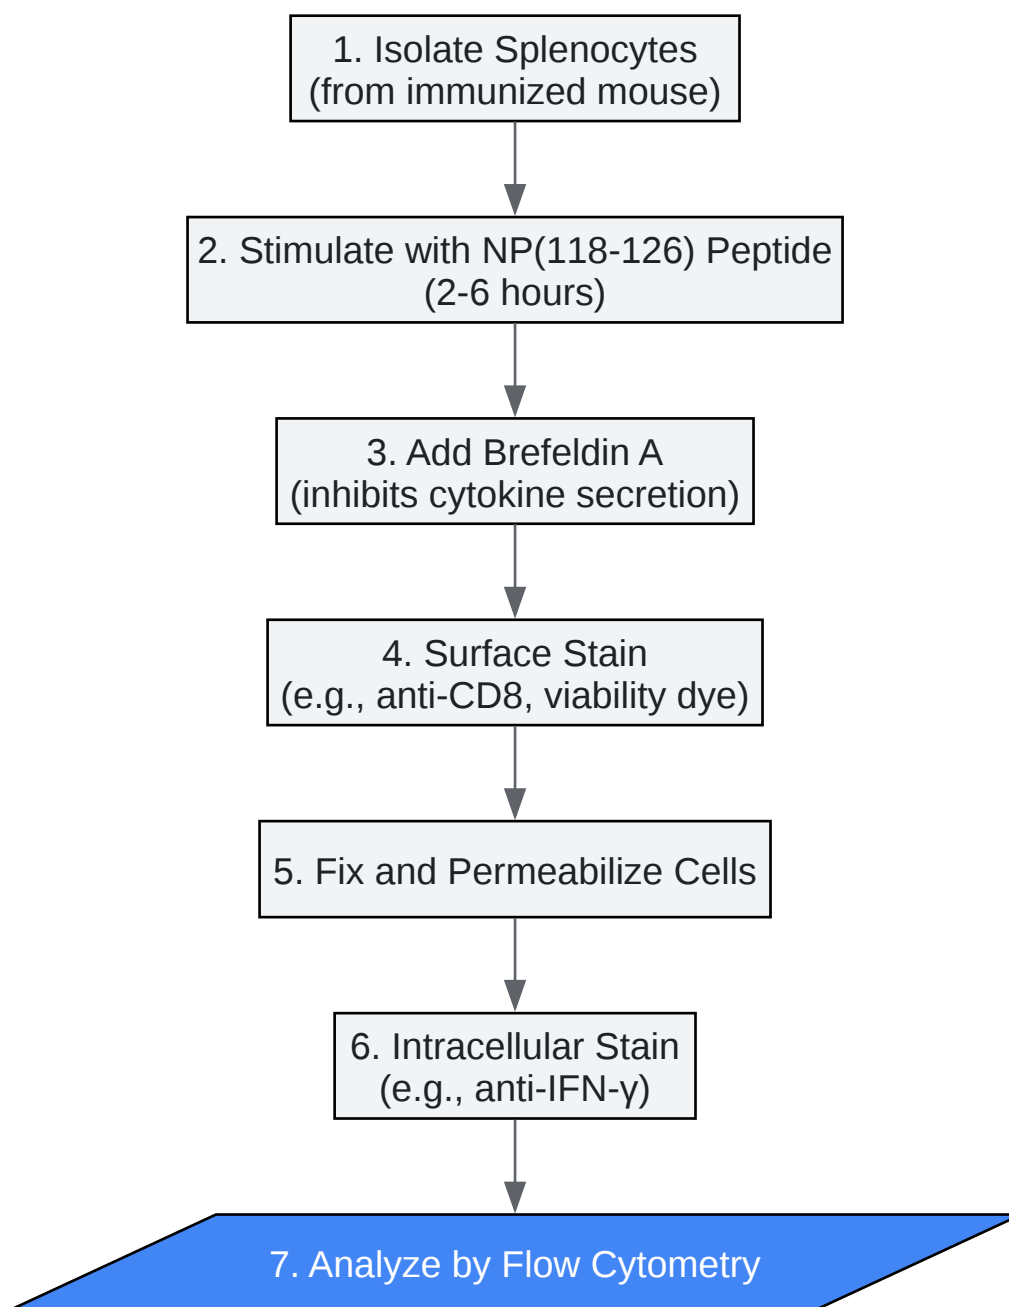 1. Isolate Splenocytes
(from immunized mouse)
2. Stimulate with NP(118-126) Peptide
(2-6 hours)
3. Add Brefeldin A
(inhibits cytokine secretion)
4. Surface Stain
(e.g., anti-CD8, viability dye)
5. Fix and Permeabilize Cells
6. Intracellular Stain
(e.g., anti-IFN-γ)
7. Analyze by Flow Cytometry